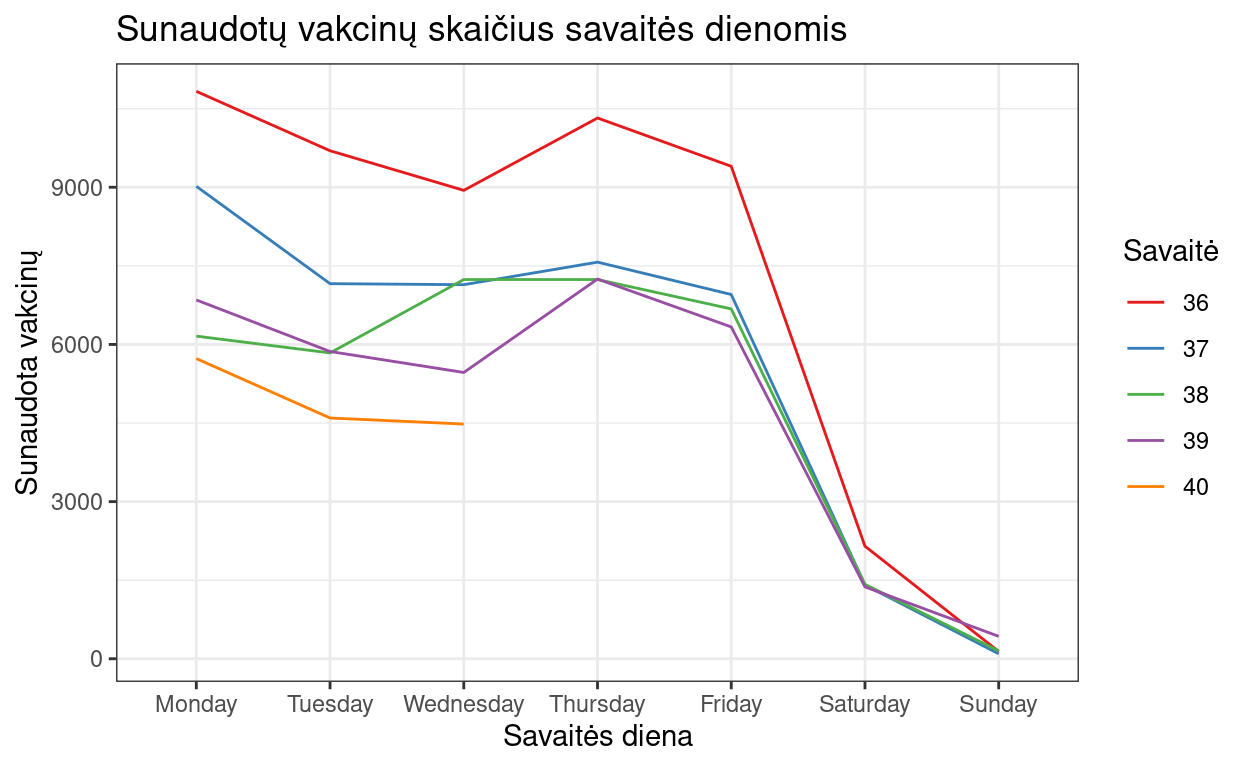 Sunaudotų vakcinų skaičius savaitės dienomis
Sunaudota vakcinų
9000
6000
3000
0
Monday Tuesday Wednesday Thursday Friday Saturday Sunday
Savaitės diena
Savaitė
36
37
38
39
40